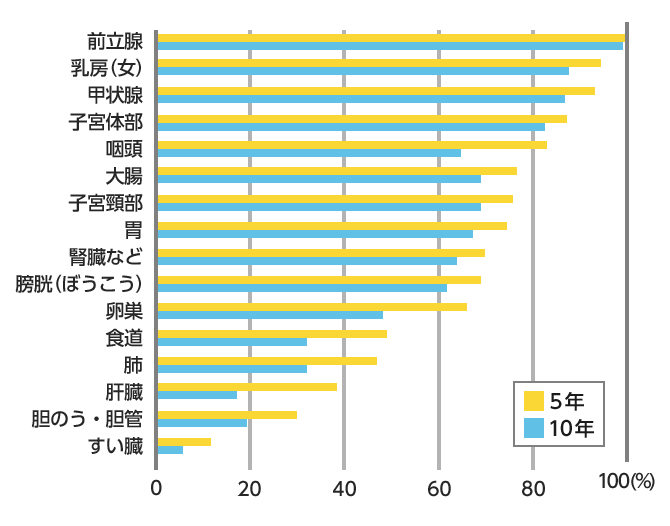 前立腺
乳房(女)
甲状腺
子宮体部
咽頭
大腸
子宮頸部
胃
腎臓など
膀胱(ぼうこう)
卵巣
食道
肺
肝臓
胆のう・胆管
すい臓
5年
10年
0 20 40 60 80 100(%)